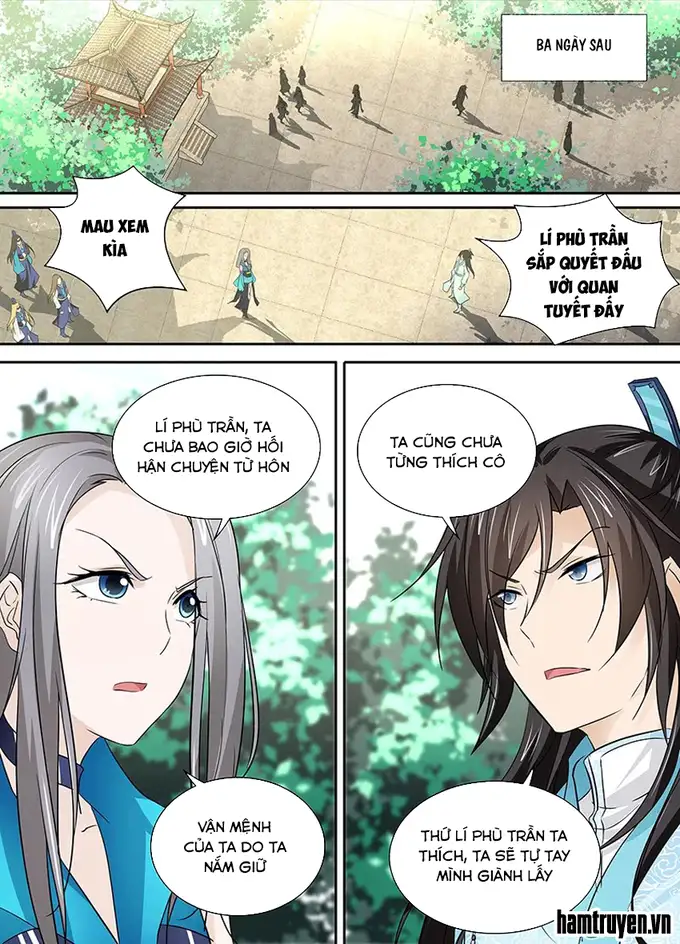 BA NGÀY SAU
MAU XEM
KÌA
LÍ PHÙ TRẦN
SẮP QUYẾT ĐẤU
VỚI QUAN
TUYẾT ĐẤY
LÍ PHÙ TRẦN, TA
CHƯA BAO GIỜ HỐI
HẬN CHUYỆN TỪ HÔN
TA CŨNG CHƯA
TỪNG THÍCH CÔ
VẬN MỆNH
CỦA TA DO TA
NẮM GIỮ
THỨ LÍ PHÙ TRẦN TA
THÍCH, TA SẼ TỰ TAY
MÌNH GIÀNH LẤY
hamtruyen.vn